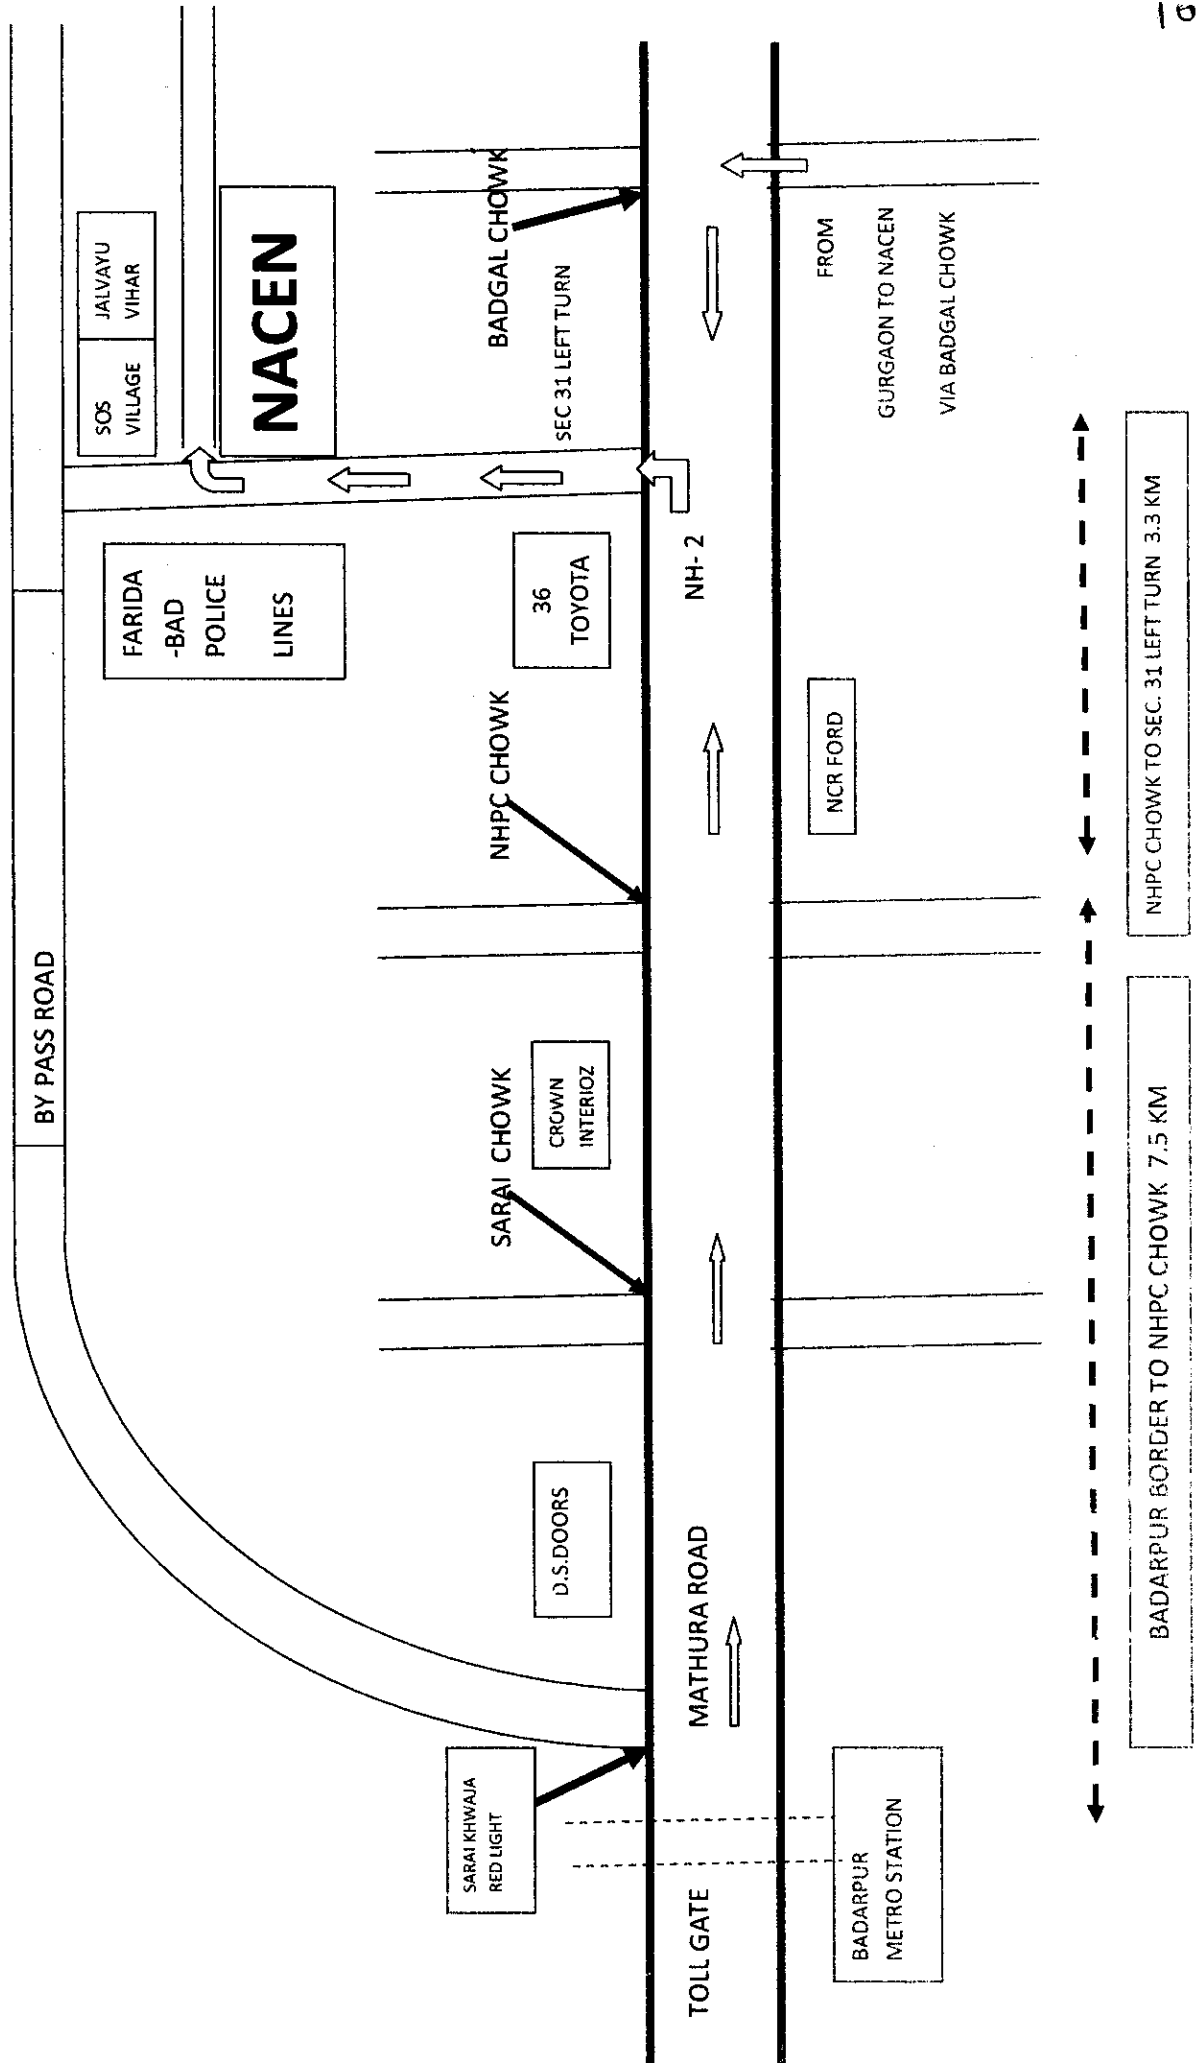 BY PASS ROAD
SOS
VILLAGE
JALVAYU
VIHAR
FARIDA
-BAD
POLICE
LINES
NACEN
SARAI KHWAJA
RED LIGHT
D.S.DOORS
SARAI CHOWK
CROWN
INTERIOZ
NHPC CHOWK
36
TOYOTA
BADGAL CHOWK
SEC 31 LEFT TURN
TOLL GATE
MATHURA ROAD
NH- 2
BADARPUR
METRO STATION
NCR FORD
FROM
GURGAON TO NACEN
VIA BADGAL CHOWK
BADARPUR BORDER TO NHPC CHOWK 7.5 KM
NHPC CHOWK TO SEC. 31 LEFT TURN 3.3 KM